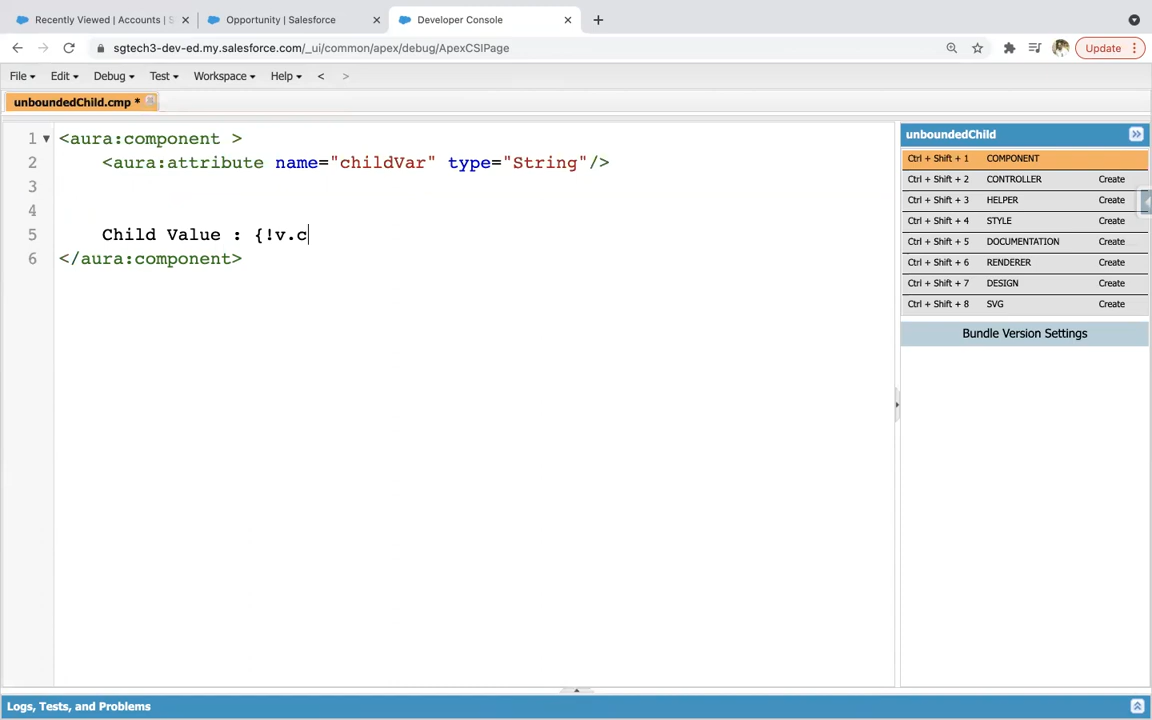 Recently Viewed | Accounts | S
Opportunity | Salesforce
Developer Console
sgtech3-dev-ed.my.salesforce.com/_ui/common/apex/debug/ApexCSIPage
Update
File Edit Debug Test Workspace Help < >
unboundedChild.cmp *
1 <aura:component >
2 <aura:attribute name="childVar" type="String"/>
3
4
5 Child Value : {!v.c
6 </aura:component>
unboundedChild
Ctrl + Shift + 1 COMPONENT
Ctrl + Shift + 2 CONTROLLER Create
Ctrl + Shift + 3 HELPER Create
Ctrl + Shift + 4 STYLE Create
Ctrl + Shift + 5 DOCUMENTATION Create
Ctrl + Shift + 6 RENDERER Create
Ctrl + Shift + 7 DESIGN Create
Ctrl + Shift + 8 SVG Create
Bundle Version Settings
Logs, Tests, and Problems